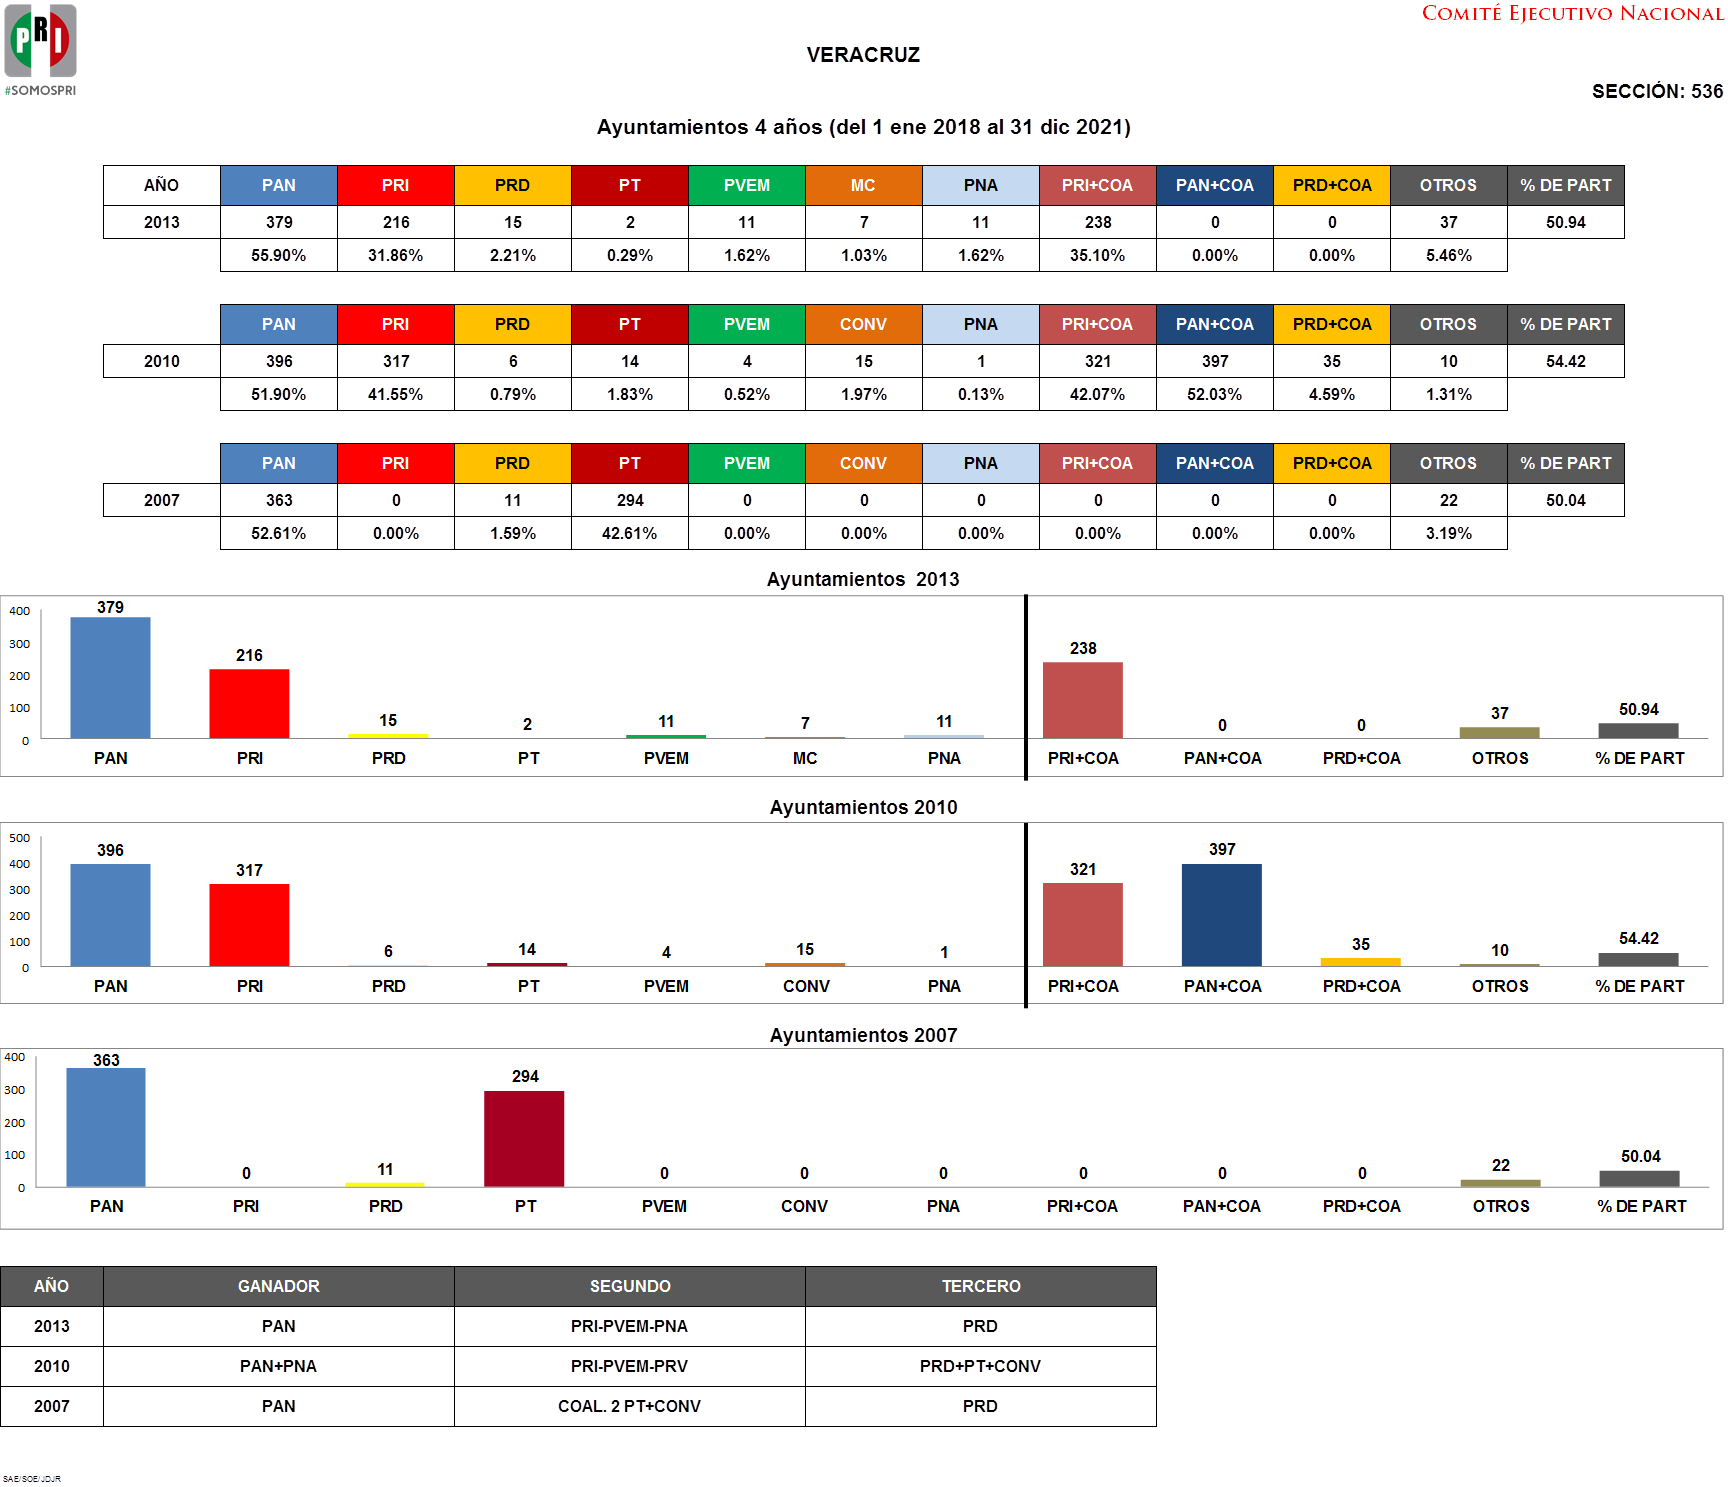 PRI
#SOMOSPRI
COMITÉ EJECUTIVO NACIONAL
VERACRUZ
SECCIÓN: 536
Ayuntamientos 4 años (del 1 ene 2018 al 31 dic 2021)
AÑO PAN PRI PRD PT PVEM MC PNA PRI+COA PAN+COA PRD+COA OTROS % DE PART
2013 379 216 15 2 11 7 11 238 0 0 37 50.94
55.90% 31.86% 2.21% 0.29% 1.62% 1.03% 1.62% 35.10% 0.00% 0.00% 5.46%
PAN PRI PRD PT PVEM CONV PNA PRI+COA PAN+COA PRD+COA OTROS % DE PART
2010 396 317 6 14 4 15 1 321 397 35 10 54.42
51.90% 41.55% 0.79% 1.83% 0.52% 1.97% 0.13% 42.07% 52.03% 4.59% 1.31%
PAN PRI PRD PT PVEM CONV PNA PRI+COA PAN+COA PRD+COA OTROS % DE PART
2007 363 0 11 294 0 0 0 0 0 0 22 50.04
52.61% 0.00% 1.59% 42.61% 0.00% 0.00% 0.00% 0.00% 0.00% 0.00% 3.19%
Ayuntamientos 2013
400
300
200
100
0
379 216 15 2 11 7 11 238 0 0 37 50.94
PAN PRI PRD PT PVEM MC PNA PRI+COA PAN+COA PRD+COA OTROS % DE PART
Ayuntamientos 2010
500
400
300
200
100
0
396 317 6 14 4 15 1 321 397 35 10 54.42
PAN PRI PRD PT PVEM CONV PNA PRI+COA PAN+COA PRD+COA OTROS % DE PART
Ayuntamientos 2007
400
300
200
100
0
363 0 11 294 0 0 0 0 0 0 22 50.04
PAN PRI PRD PT PVEM CONV PNA PRI+COA PAN+COA PRD+COA OTROS % DE PART
AÑO GANADOR SEGUNDO TERCERO
2013 PAN PRI-PVEM-PNA PRD
2010 PAN+PNA PRI-PVEM-PRV PRD+PT+CONV
2007 PAN COAL. 2 PT+CONV PRD
SAE/SOE/JDJR